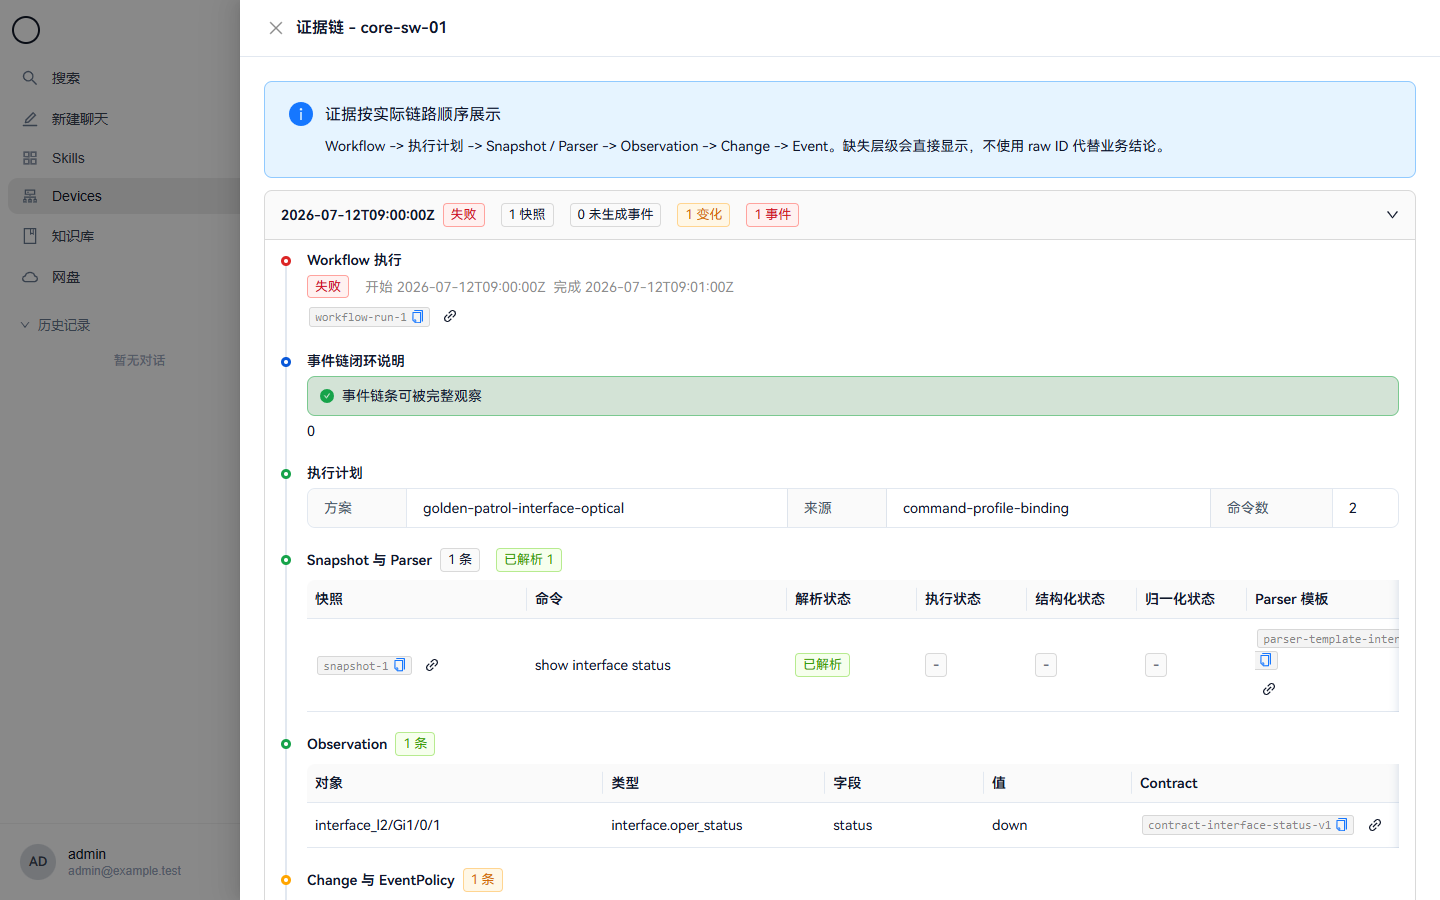 证据链 - core-sw-01
搜索
新建聊天
Skills
Devices
知识库
网盘
历史记录
暂无对话
AD
admin
admin@example.test
证据按实际链路顺序展示
Workflow -> 执行计划 -> Snapshot / Parser -> Observation -> Change -> Event。缺失层级会直接显示，不使用 raw ID 代替业务结论。
2026-07-12T09:00:00Z 失败 1 快照 0 未生成事件 1 变化 1 事件
Workflow 执行
失败 开始 2026-07-12T09:00:00Z 完成 2026-07-12T09:01:00Z
workflow-run-1
事件链闭环说明
事件链条可被完整观察
0
执行计划
方案 golden-patrol-interface-optical 来源 command-profile-binding 命令数 2
Snapshot 与 Parser 1 条 已解析 1
快照 命令 解析状态 执行状态 结构化状态 归一化状态 Parser 模板
snapshot-1 show interface status 已解析 - - - parser-template-inter
Observation 1 条
对象 类型 字段 值 Contract
interface_l2/Gi1/0/1 interface.oper_status status down contract-interface-status-v1
Change 与 EventPolicy 1 条